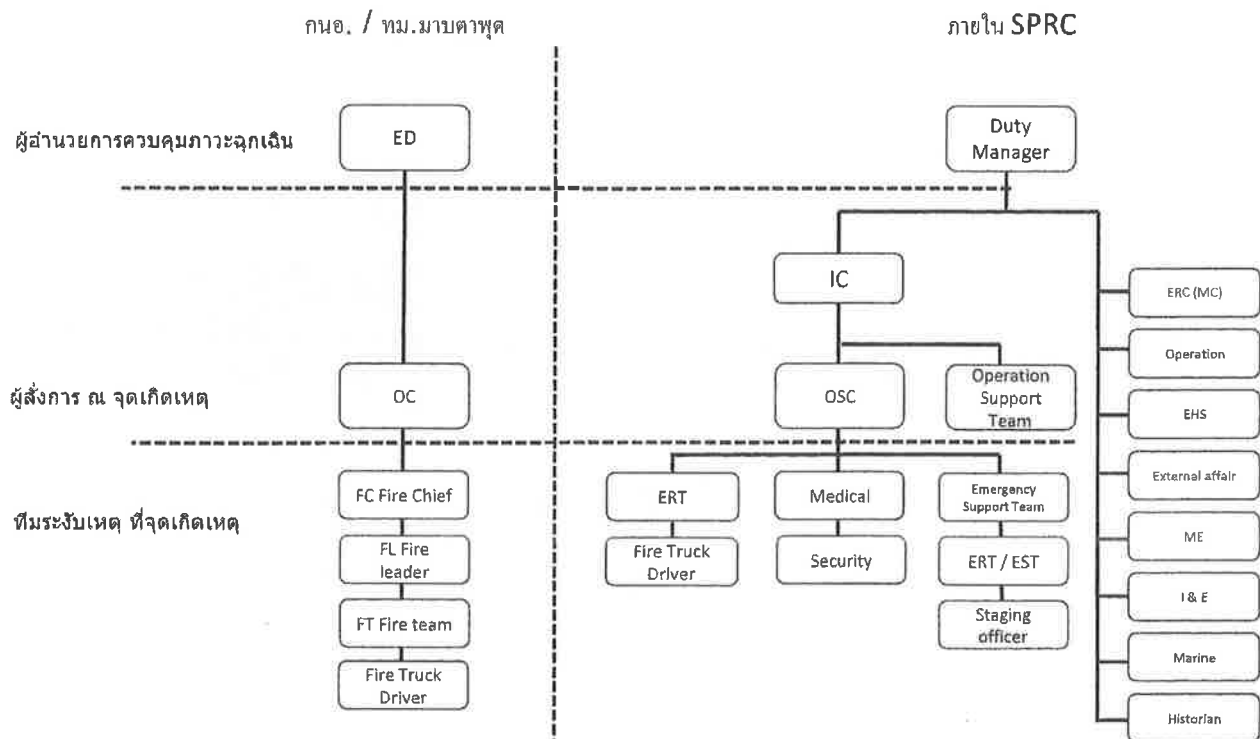 กนอ. / ทม.มาบตาพุด
ภายใน SPRC
ผู้อำนวยการควบคุมภาวะฉุกเฉิน
ED
Duty
Manager
IC
ERC (MC)
Operation
ผู้สั่งการ ณ จุดเกิดเหตุ
OC
OSC
Operation
Support
Team
EHS
External affair
ทีมระงับเหตุ ที่จุดเกิดเหตุ
FC Fire Chief
ERT
Medical
Emergency
Support Team
FL Fire
leader
Fire Truck
Driver
Security
ERT / EST
ME
I & E
FT Fire team
Staging
officer
Marine
Fire Truck
Driver
Historian